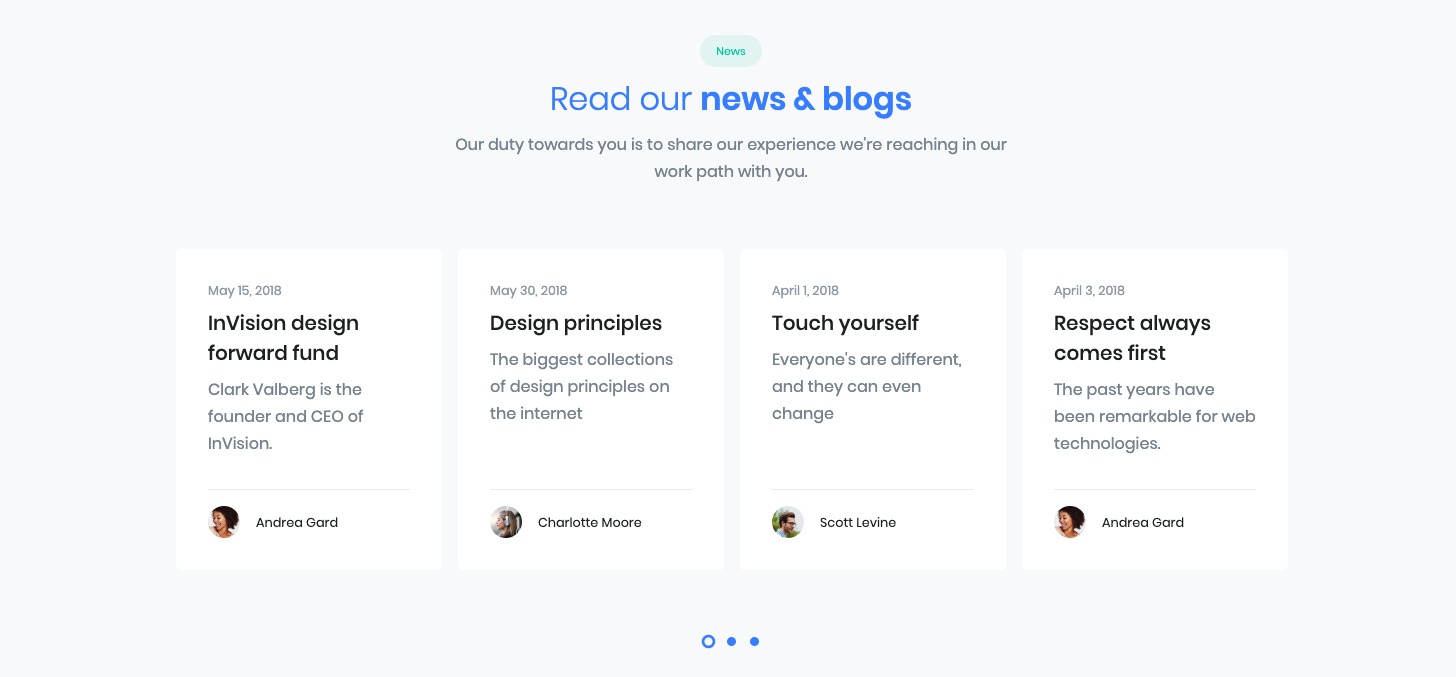 News
Read our news & blogs
Our duty towards you is to share our experience we're reaching in our
work path with you.
May 15, 2018
InVision design
forward fund
Clark Valberg is the
founder and CEO of
InVision.
Andrea Gard
May 30, 2018
Design principles
The biggest collections
of design principles on
the internet
Charlotte Moore
April 1, 2018
Touch yourself
Everyone's are different,
and they can even
change
Scott Levine
April 3, 2018
Respect always
comes first
The past years have
been remarkable for web
technologies.
Andrea Gard